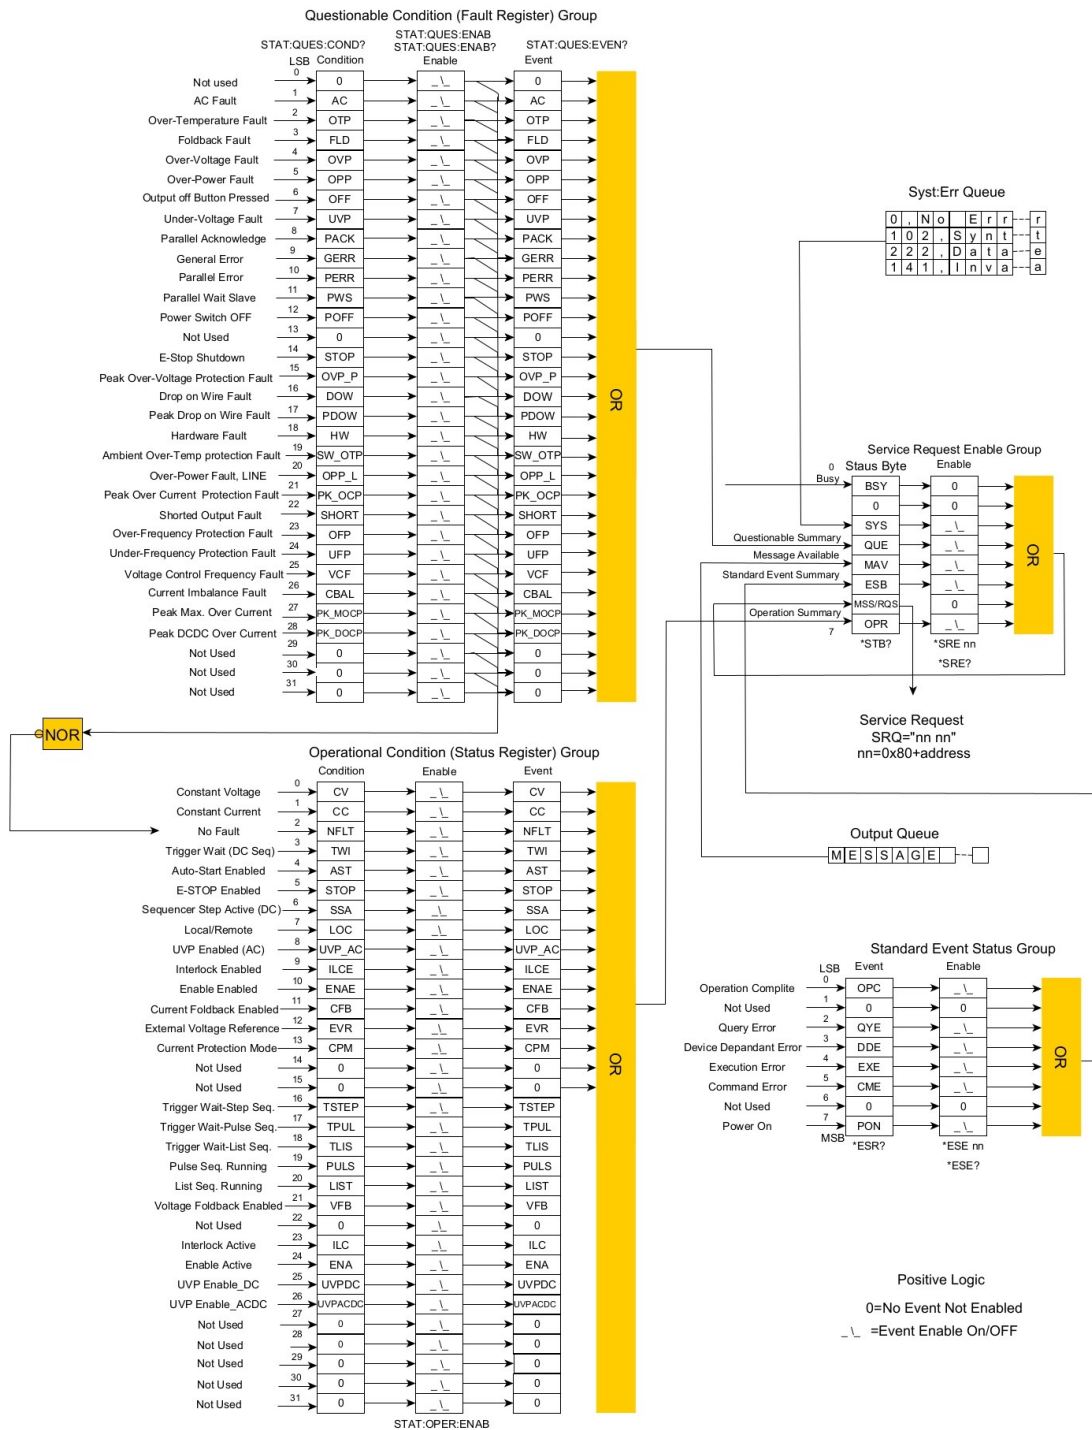 Questionable Condition (Fault Register) Group
STAT:QUES:COND?
STAT:QUES:ENAB
STAT:QUES:ENAB?
STAT:QUES:EVEN?
LSB Condition Enable Event
Not used 0 0 _\_ 0
AC Fault 1 AC _\_ AC
Over-Temperature Fault 2 OTP _\_ OTP
Foldback Fault 3 FLD _\_ FLD
Over-Voltage Fault 4 OVP _\_ OVP
Over-Power Fault 5 OPP _\_ OPP
Output off Button Pressed 6 OFF _\_ OFF
Under-Voltage Fault 7 UVP _\_ UVP
Parallel Acknowledge 8 PACK _\_ PACK
General Error 9 GERR _\_ GERR
Parallel Error 10 PERR _\_ PERR
Parallel Wait Slave 11 PWS _\_ PWS
Power Switch OFF 12 POFF _\_ POFF
Not Used 13 0 _\_ 0
E-Stop Shutdown 14 STOP _\_ STOP
Peak Over-Voltage Protection Fault 15 OVP_P _\_ OVP_P
Drop on Wire Fault 16 DOW _\_ DOW
Peak Drop on Wire Fault 17 PDOW _\_ PDOW
Hardware Fault 18 HW _\_ HW
Ambient Over-Temp protection Fault 19 SW_OTP _\_ SW_OTP
Over-Power Fault, LINE 20 OPP_L _\_ OPP_L
Peak Over Current Protection Fault 21 PK_OCP _\_ PK_OCP
Shorted Output Fault 22 SHORT _\_ SHORT
Over-Frequency Protection Fault 23 OFP _\_ OFP
Under-Frequency Protection Fault 24 UFP _\_ UFP
Voltage Control Frequency Fault 25 VCF _\_ VCF
Current Imbalance Fault 26 CBAL _\_ CBAL
Peak Max. Over Current 27 PK_MOCP _\_ PK_MOCP
Peak DCDC Over Current 28 PK_DOCP _\_ PK_DOCP
Not Used 29 0 _\_ 0
Not Used 30 0 _\_ 0
Not Used 31 0 _\_ 0
OR
NOR
Syst:Err Queue
0 , No Err r
1 0 2 , Synt t
2 2 2 , Data e
1 4 1 , Inva a
Service Request Enable Group
Staus Byte Enable
0
Busy BSY 0
0 0
SYS _\_
Questionable Summary QUE _\_
Message Available MAV _\_
Standard Event Summary ESB _\_
MSS/RQS 0
Operation Summary OPR _\_
7
*STB? *SRE nn
*SRE?
OR
Service Request
SRQ="nn nn"
nn=0x80+address
Operational Condition (Status Register) Group
Condition Enable Event
Constant Voltage 0 CV _\_ CV
Constant Current 1 CC _\_ CC
No Fault 2 NFLT _\_ NFLT
Trigger Wait (DC Seq) 3 TWI _\_ TWI
Auto-Start Enabled 4 AST _\_ AST
E-STOP Enabled 5 STOP _\_ STOP
Sequencer Step Active (DC) 6 SSA _\_ SSA
Local/Remote 7 LOC _\_ LOC
UVP Enabled (AC) 8 UVP_AC _\_ UVP_AC
Interlock Enabled 9 ILCE _\_ ILCE
Enable Enabled 10 ENAE _\_ ENAE
Current Foldback Enabled 11 CFB _\_ CFB
External Voltage Reference 12 EVR _\_ EVR
Current Protection Mode 13 CPM _\_ CPM
Not Used 14 0 _\_ 0
Not Used 15 0 _\_ 0
Trigger Wait-Step Seq. 16 TSTEP _\_ TSTEP
Trigger Wait-Pulse Seq. 17 TPUL _\_ TPUL
Trigger Wait-List Seq. 18 TLIS _\_ TLIS
Pulse Seq. Running 19 PULS _\_ PULS
List Seq. Running 20 LIST _\_ LIST
Voltage Foldback Enabled 21 VFB _\_ VFB
Not Used 22 0 _\_ 0
Interlock Active 23 ILC _\_ ILC
Enable Active 24 ENA _\_ ENA
UVP Enable_DC 25 UVPDC _\_ UVPDC
UVP Enable_ACDC 26 UVPACDC _\_ UVPACDC
Not Used 27 0 _\_ 0
Not Used 28 0 _\_ 0
Not Used 29 0 _\_ 0
Not Used 30 0 _\_ 0
Not Used 31 0 _\_ 0
STAT:OPER:ENAB
OR
Output Queue
MESSAGE
Standard Event Status Group
LSB Event Enable
Operation Complite 0 OPC _\_
Not Used 1 0 0
Query Error 2 QYE _\_
Device Depandant Error 3 DDE _\_
Execution Error 4 EXE _\_
Command Error 5 CME _\_
Not Used 6 0 0
Power On 7 PON _\_
MSB *ESR? *ESE nn
*ESE?
OR
Positive Logic
0=No Event Not Enabled
_\_ =Event Enable On/OFF